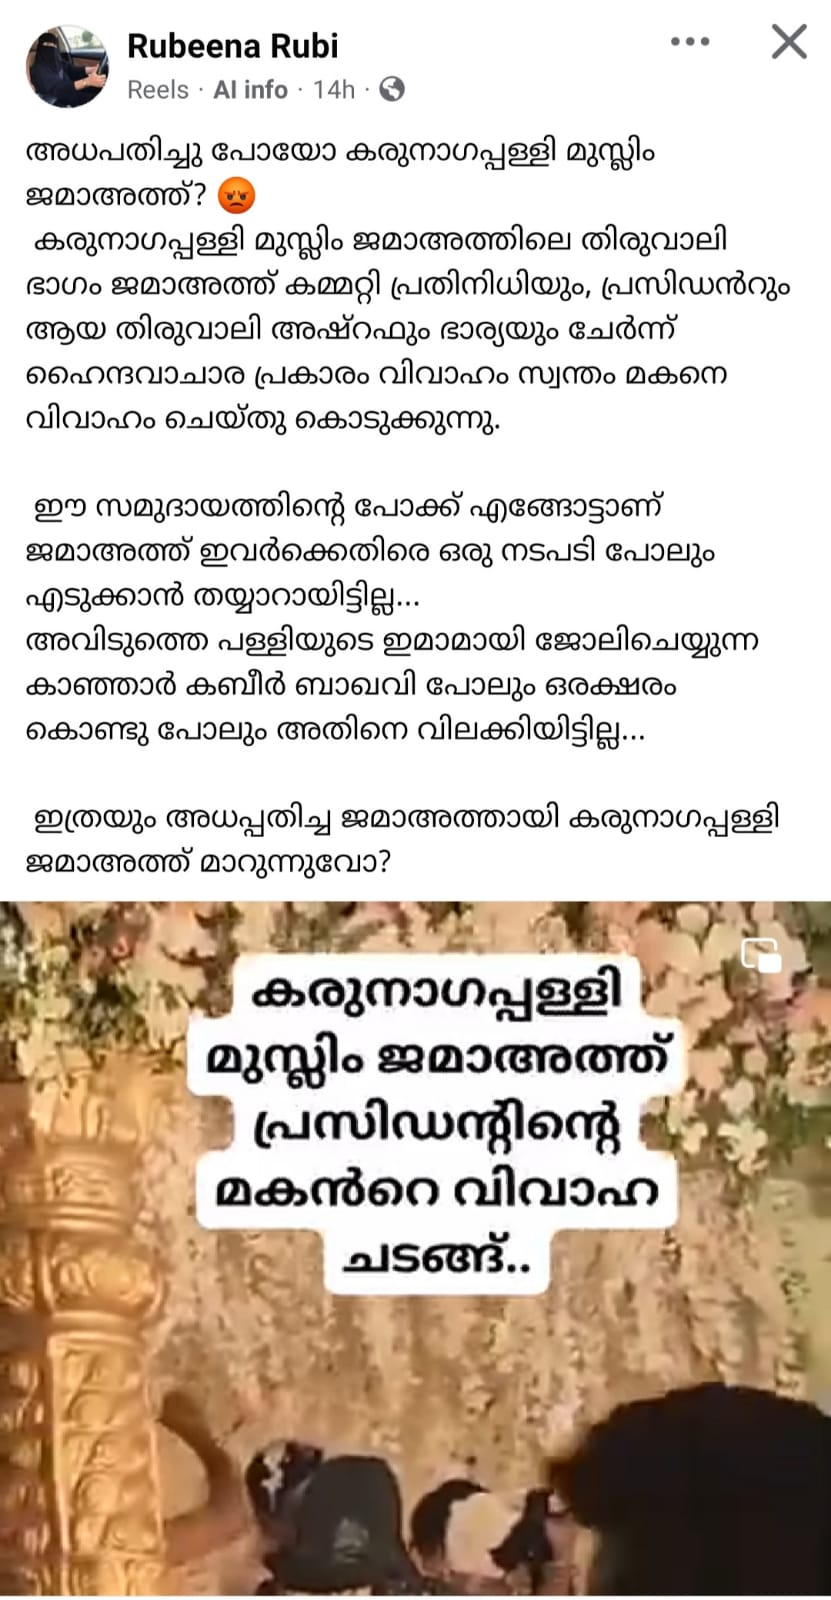 Rubeena Rubi
Reels · AI info · 14h ·
അധപതിച്ചു പോയോ കരുനാഗപ്പള്ളി മുസ്ലിം
ജമാഅത്ത്? 😡
കരുനാഗപ്പള്ളി മുസ്ലിം ജമാഅത്തിലെ തിരുവാലി
ഭാഗം ജമാഅത്ത് കമ്മറ്റി പ്രതിനിധിയും, പ്രസിഡൻറും
ആയ തിരുവാലി അഷ്റഫും ഭാര്യയും ചേർന്ന്
ഹൈന്ദവാചാര പ്രകാരം വിവാഹം സ്വന്തം മകനെ
വിവാഹം ചെയ്തു കൊടുക്കുന്നു.
ഈ സമുദായത്തിന്റെ പോക്ക് എങ്ങോട്ടാണ്
ജമാഅത്ത് ഇവർക്കെതിരെ ഒരു നടപടി പോലും
എടുക്കാൻ തയ്യാറായിട്ടില്ല...
അവിടുത്തെ പള്ളിയുടെ ഇമാമായി ജോലിചെയ്യുന്ന
കാഞ്ഞാർ കബീർ ബാഖവി പോലും ഒരക്ഷരം
കൊണ്ടു പോലും അതിനെ വിലക്കിയിട്ടില്ല...
ഇത്രയും അധപ്പതിച്ച ജമാഅത്തായി കരുനാഗപ്പള്ളി
ജമാഅത്ത് മാറുന്നുവോ?
കരുനാഗപ്പള്ളി
മുസ്ലിം ജമാഅത്ത്
പ്രസിഡന്റിന്റെ
മകൻറെ വിവാഹ
ചടങ്ങ്..